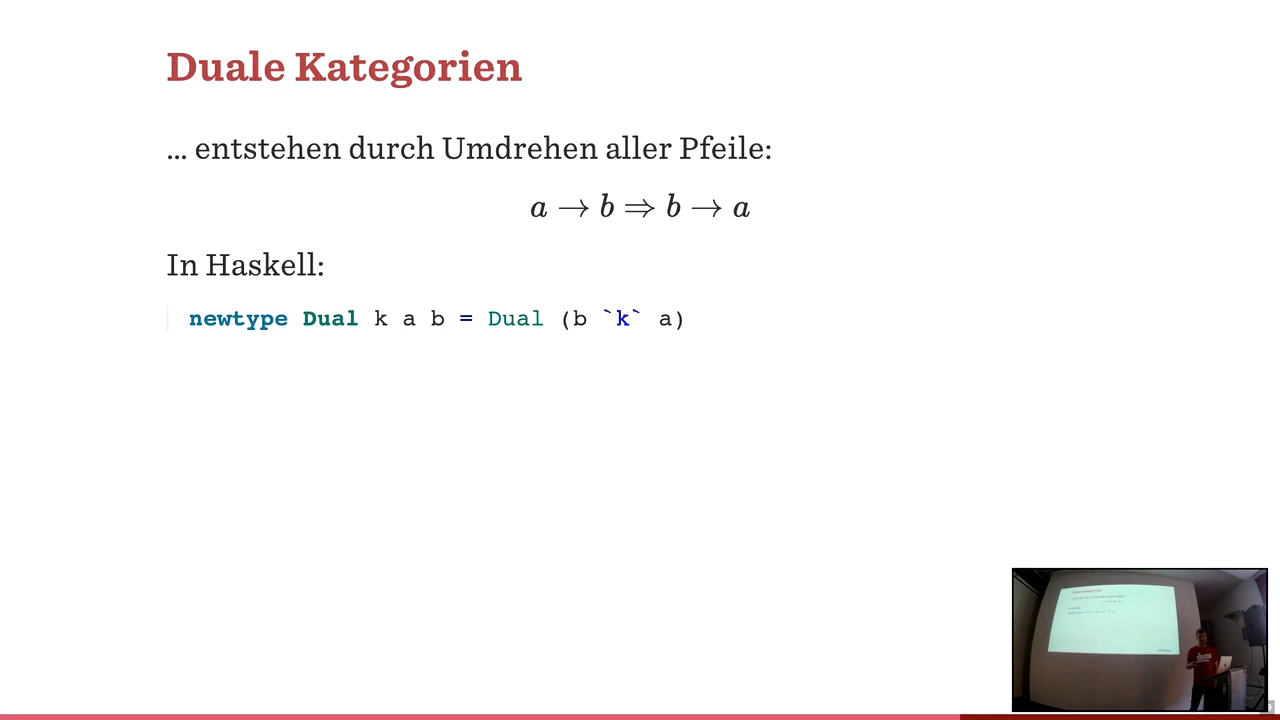 Duale Kategorien
... entstehen durch Umdrehen aller Pfeile:
a → b ⇒ b → a
In Haskell:
newtype Dual k a b = Dual (b `k` a)